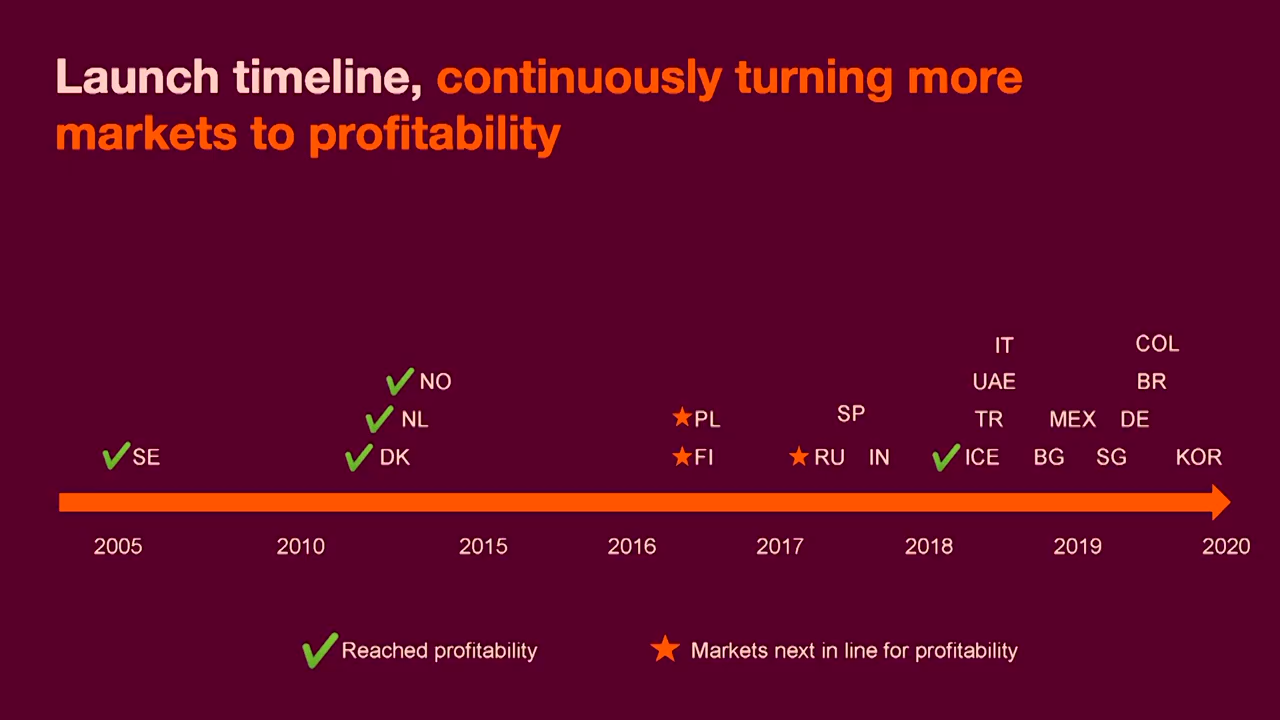 Launch timeline, continuously turning more
markets to profitability
IT COL
NO UAE BR
NL PL SP TR MEX DE
SE DK FI RU IN ICE BG SG KOR
2005 2010 2015 2016 2017 2018 2019 2020
Reached profitability Markets next in line for profitability